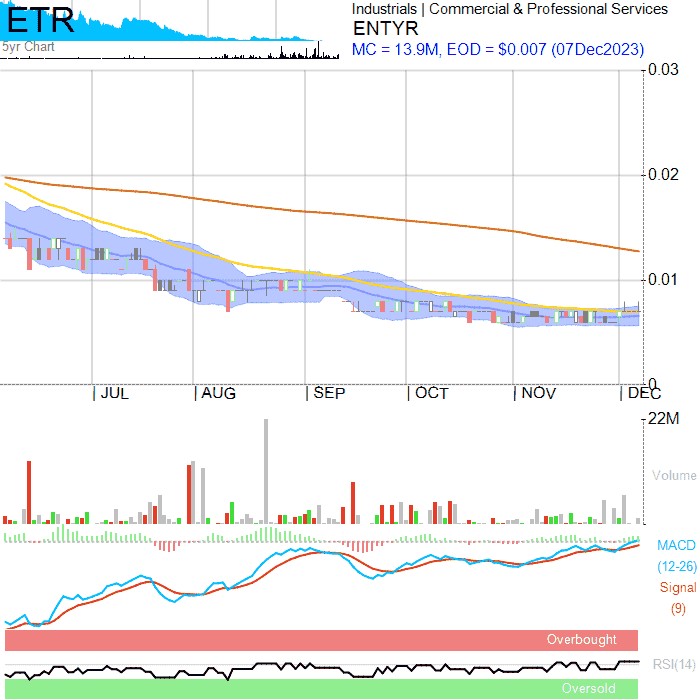 ETR
5yr Chart
Industrials | Commercial & Professional Services
ENTYR
MC = 13.9M, EOD = $0.007 (07Dec2023)
0.03
0.02
0.01
0
JUL AUG SEP OCT NOV DEC
22M
Volume
MACD
(12-26)
Signal
(9)
Overbought
RSI(14)
Oversold